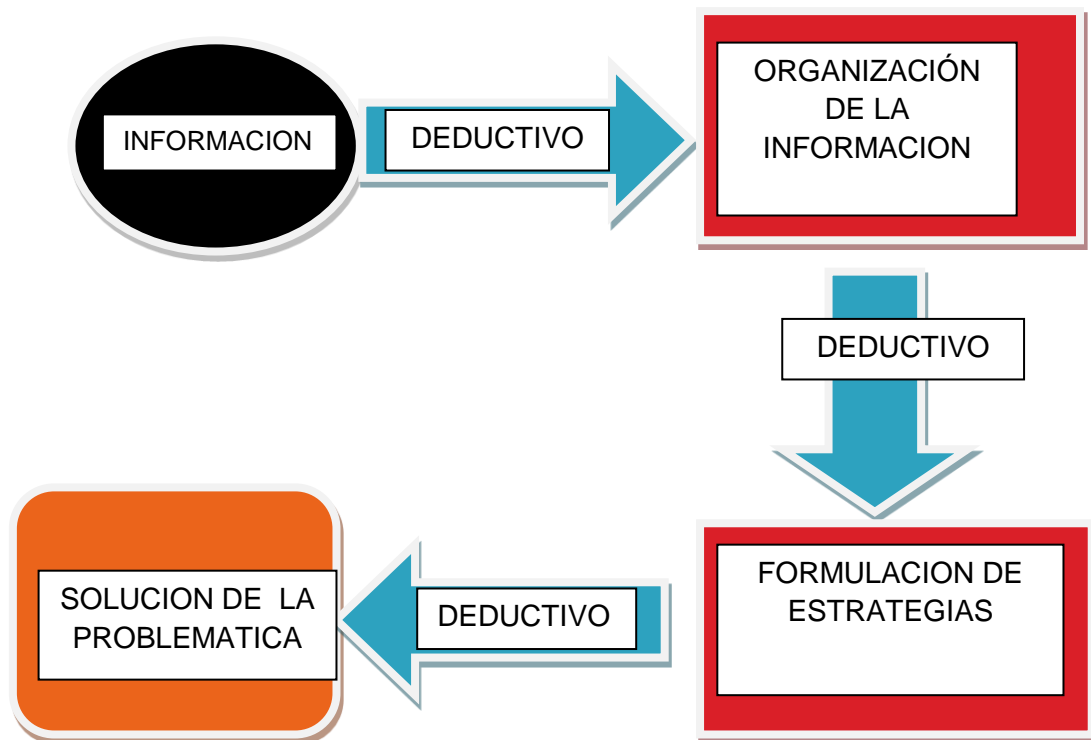 INFORMACION
DEDUCTIVO
ORGANIZACIÓN
DE LA
INFORMACION
DEDUCTIVO
FORMULACION DE
ESTRATEGIAS
DEDUCTIVO
SOLUCION DE LA
PROBLEMATICA